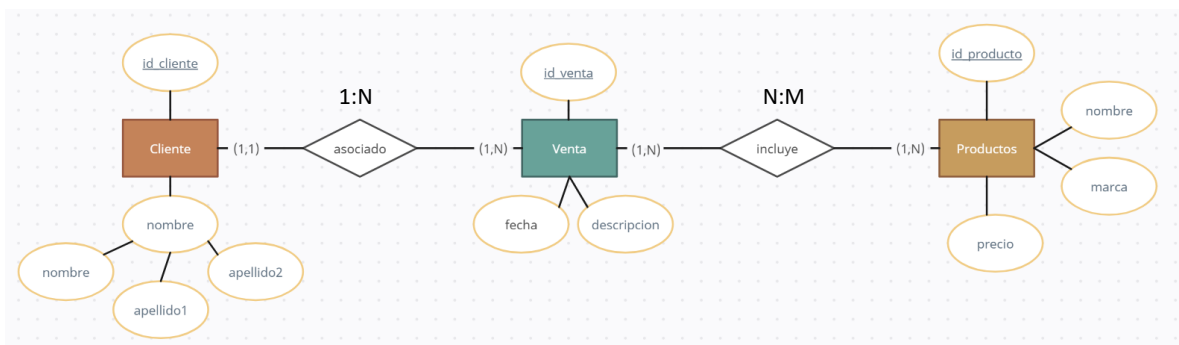 id_cliente
id_venta
id_producto
1:N
N:M
nombre
Cliente
(1,1)
asociado
(1,N)
Venta
(1,N)
incluye
(1,N)
Productos
marca
nombre
fecha
descripcion
precio
nombre
apellido2
apellido1